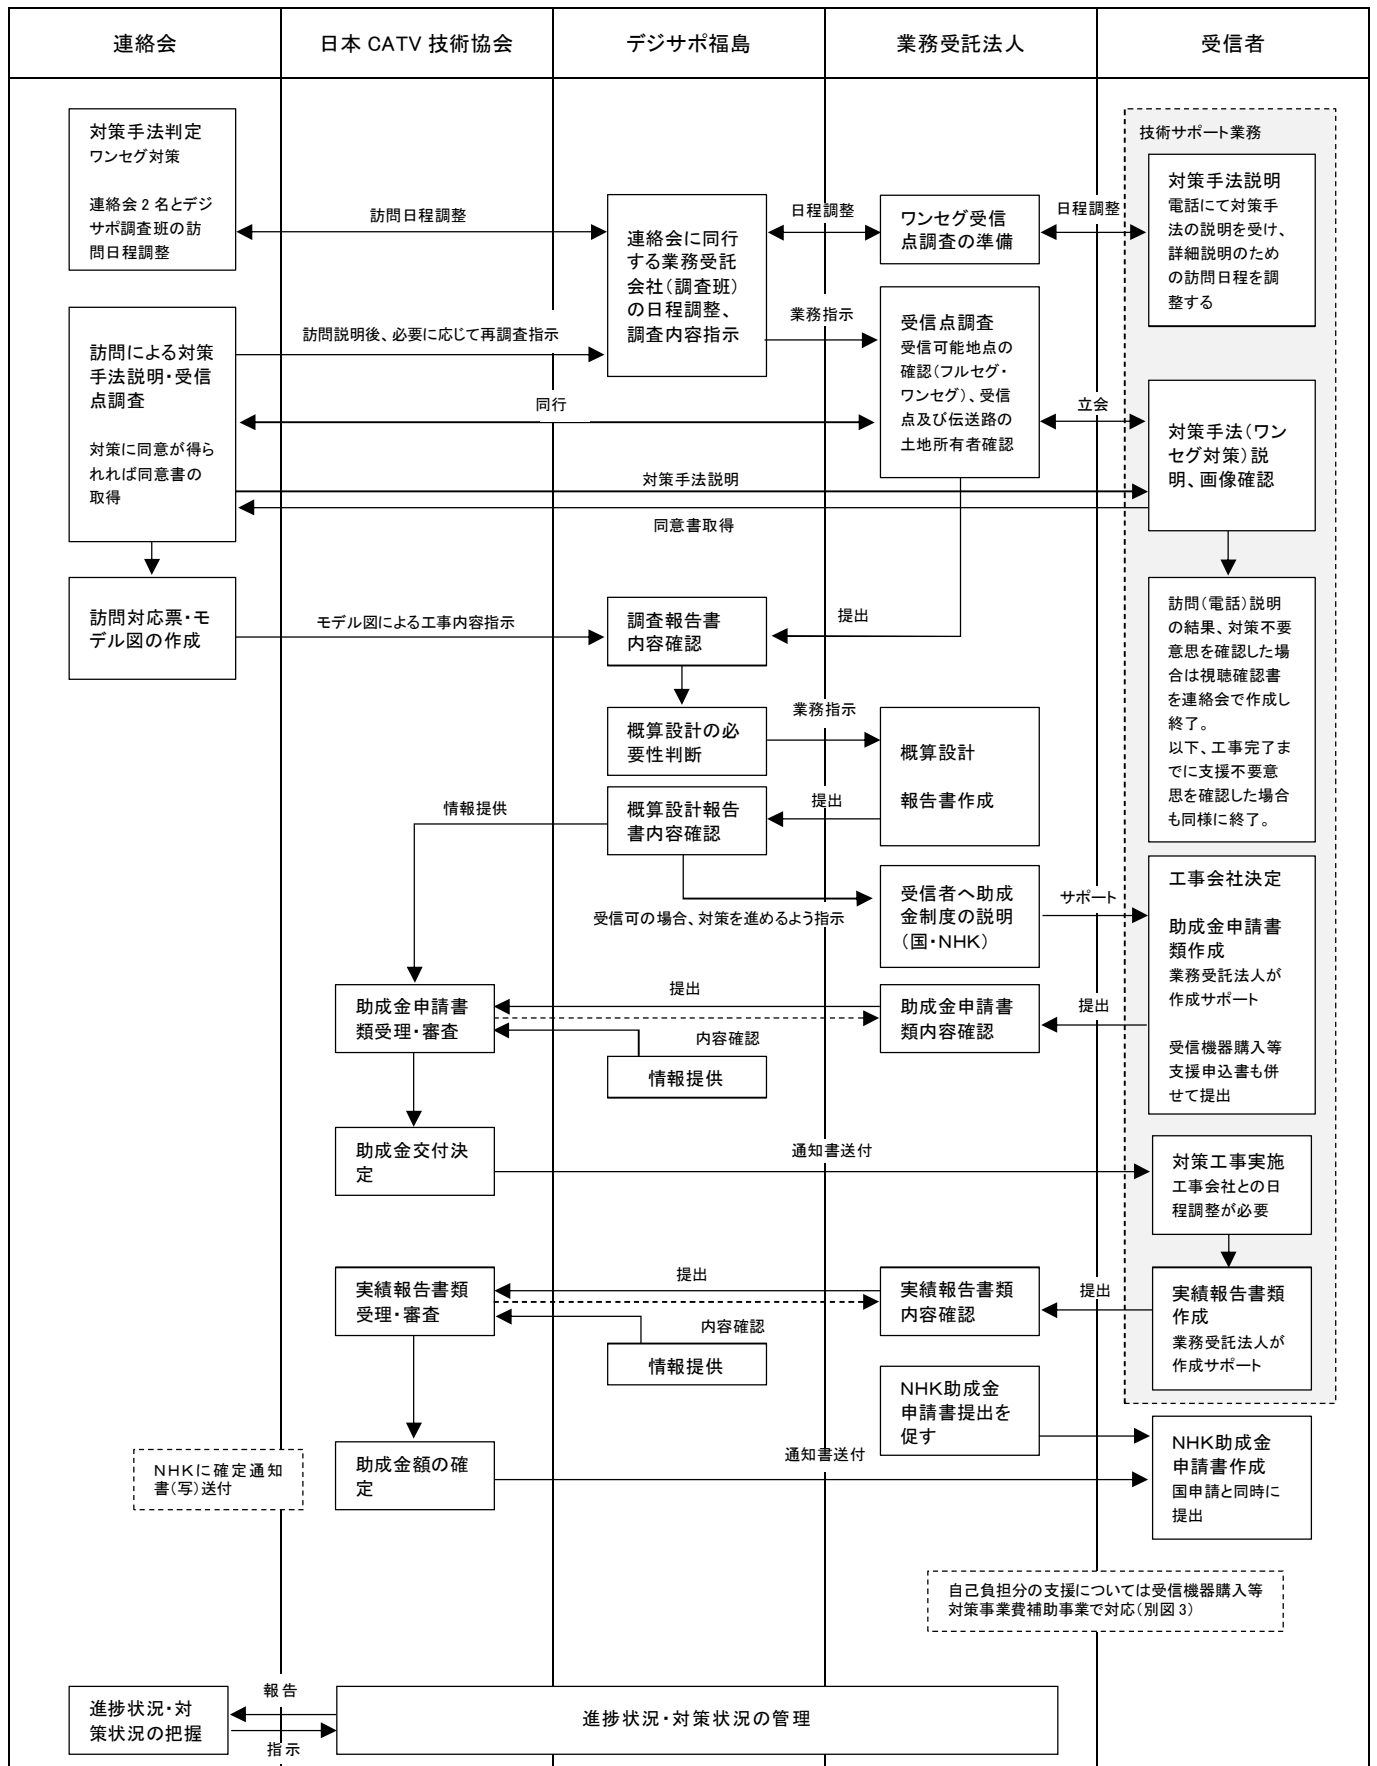 連絡会
日本 CATV 技術協会
デジサポ福島
業務受託法人
受信者
対策手法判定
ワンセグ対策
連絡会 2 名とデジ
サポ調査班の訪
問日程調整
訪問日程調整
連絡会に同行
する業務受託
会社(調査班)
の日程調整、
調査内容指示
日程調整
ワンセグ受信
点調査の準備
日程調整
技術サポート業務
対策手法説明
電話にて対策手
法の説明を受け、
詳細説明のため
の訪問日程を調
整する
訪問による対策
手法説明・受信
点調査
対策に同意が得ら
れれば同意書の
取得
訪問説明後、必要に応じて再調査指示
業務指示
受信点調査
受信可能地点の
確認(フルセグ・
ワンセグ)、受信
点及び伝送路の
土地所有者確認
同行
立会
対策手法(ワン
セグ対策)説
明、画像確認
対策手法説明
同意書取得
訪問対応票・モ
デル図の作成
モデル図による工事内容指示
調査報告書
内容確認
提出
訪問(電話)説明
の結果、対策不要
意思を確認した場
合は視聴確認書
を連絡会で作成し
終了。
以下、工事完了ま
でに支援不要意
思を確認した場合
も同様に終了。
概算設計の必
要性判断
業務指示
概算設計
報告書作成
情報提供
概算設計報告
書内容確認
提出
受信可の場合、対策を進めるよう指示
受信者へ助成
金制度の説明
(国・NHK)
サポート
工事会社決定
助成金申請書
類作成
業務受託法人が
作成サポート
受信機器購入等
支援申込書も併
せて提出
助成金申請書
類受理・審査
提出
助成金申請書
類内容確認
提出
内容確認
情報提供
助成金交付決
定
通知書送付
対策工事実施
工事会社との日
程調整が必要
実績報告書類
受理・審査
提出
実績報告書類
内容確認
提出
実績報告書類
作成
業務受託法人が
作成サポート
内容確認
情報提供
NHK助成金
申請書提出を
促す
NHKに確定通知
書(写)送付
助成金額の確
定
通知書送付
NHK助成金
申請書作成
国申請と同時に
提出
自己負担分の支援については受信機器購入等
対策事業費補助事業で対応(別図 3)
進捗状況・対
策状況の把握
報告
指示
進捗状況・対策状況の管理